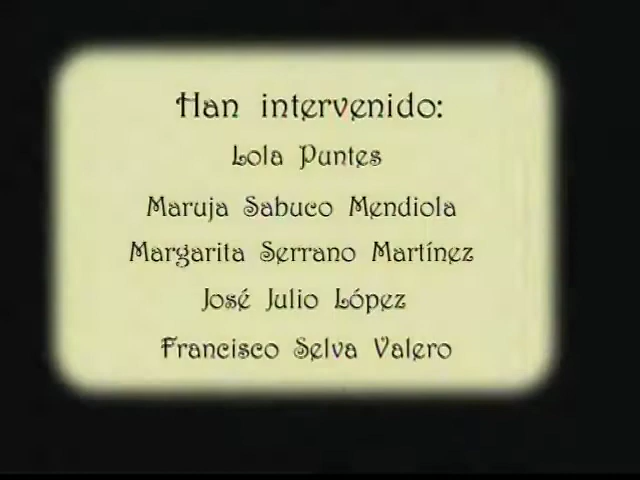 Han intervenido:
Lola Puntes
Maruja Sabuco Mendiola
Margarita Serrano Martínez
José Julio López
Francisco Selva Valero